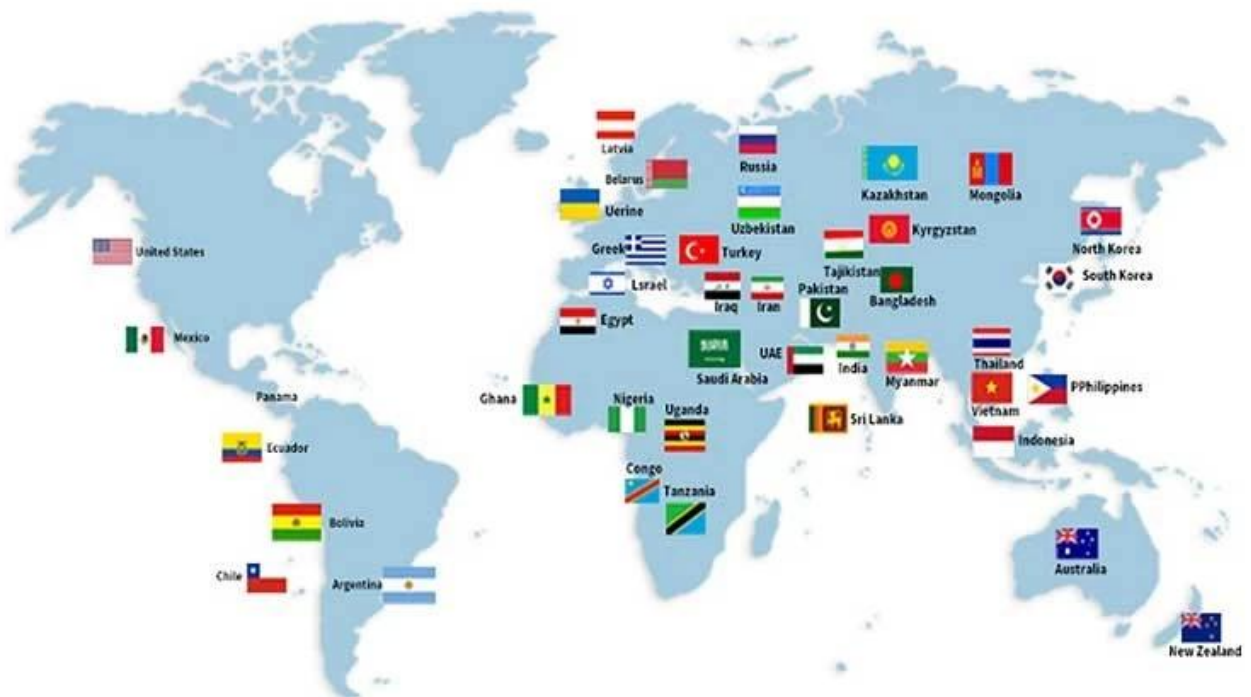 Latvia
Russia
Belarus
Kazakhstan
Mongolia
Uerine
Uzbekistan
Kyrgyzstan
North Korea
United States
Greek
Turkey
Tajikistan
South Korea
Lsrael
Iraq
Iran
Pakistan
Bangladesh
Egypt
Mexico
Saudi Arabia
UAE
India
Myanmar
Thailand
Panama
Ghana
Nigeria
Uganda
Sri Lanka
Vietnam
PPhilippines
Ecuador
Indonesia
Congo
Tanzania
Bolivia
Chile
Argentina
Australia
New Zealand